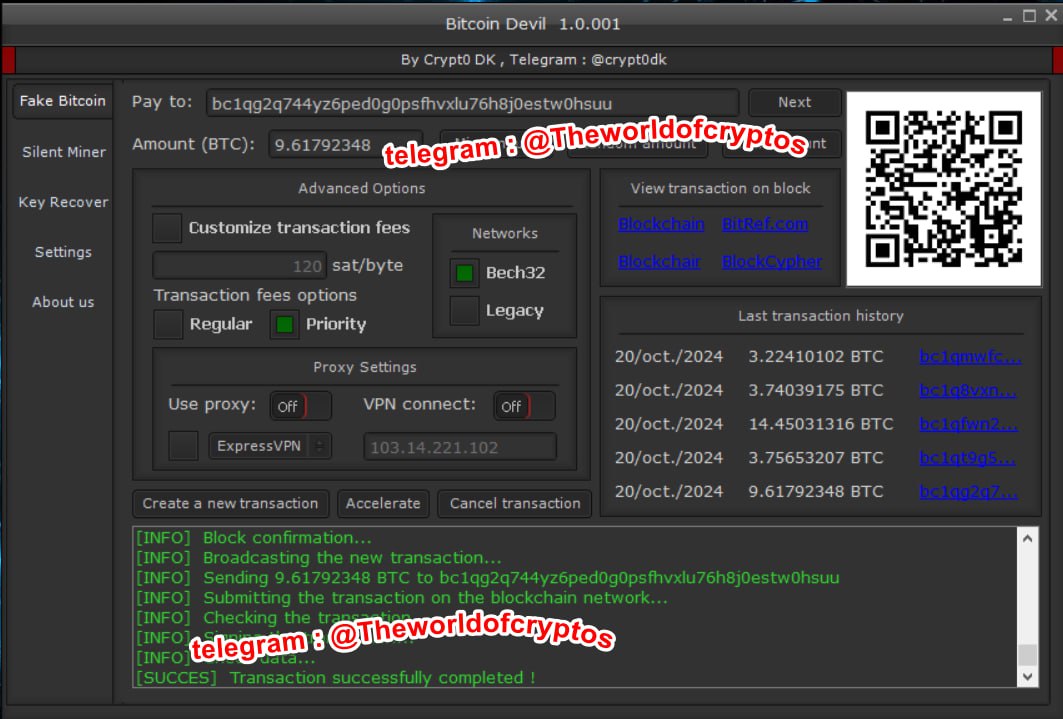 Bitcoin Devil 1.0.001
By Crypt0 DK , Telegram : @crypt0dk
Fake Bitcoin
Silent Miner
Key Recover
Settings
About us
Pay to: bc1qg2q744yz6ped0g0psfhvxlu76h8j0estw0hsuu Next
Amount (BTC): 9.61792348
telegram : @Theworldofcryptos
Advanced Options
Customize transaction fees
120 sat/byte
Transaction fees options
Regular Priority
Networks
Bech32
Legacy
Proxy Settings
Use proxy: Off VPN connect: Off
ExpressVPN 103.14.221.102
View transaction on block
Blockchain BitRef.com
Blockchair BlockCypher
Last transaction history
20/oct./2024 3.22410102 BTC bc1qmwfc...
20/oct./2024 3.74039175 BTC bc1q8vxn...
20/oct./2024 14.45031316 BTC bc1qfwn2...
20/oct./2024 3.75653207 BTC bc1qt9g5...
20/oct./2024 9.61792348 BTC bc1qg2q7...
Create a new transaction Accelerate Cancel transaction
[INFO] Block confirmation...
[INFO] Broadcasting the new transaction...
[INFO] Sending 9.61792348 BTC to bc1qg2q744yz6ped0g0psfhvxlu76h8j0estw0hsuu
[INFO] Submitting the transaction on the blockchain network...
[INFO] Checking the transaction
[INFO]
telegram : @Theworldofcryptos
[INFO] data...
[SUCCES] Transaction successfully completed !